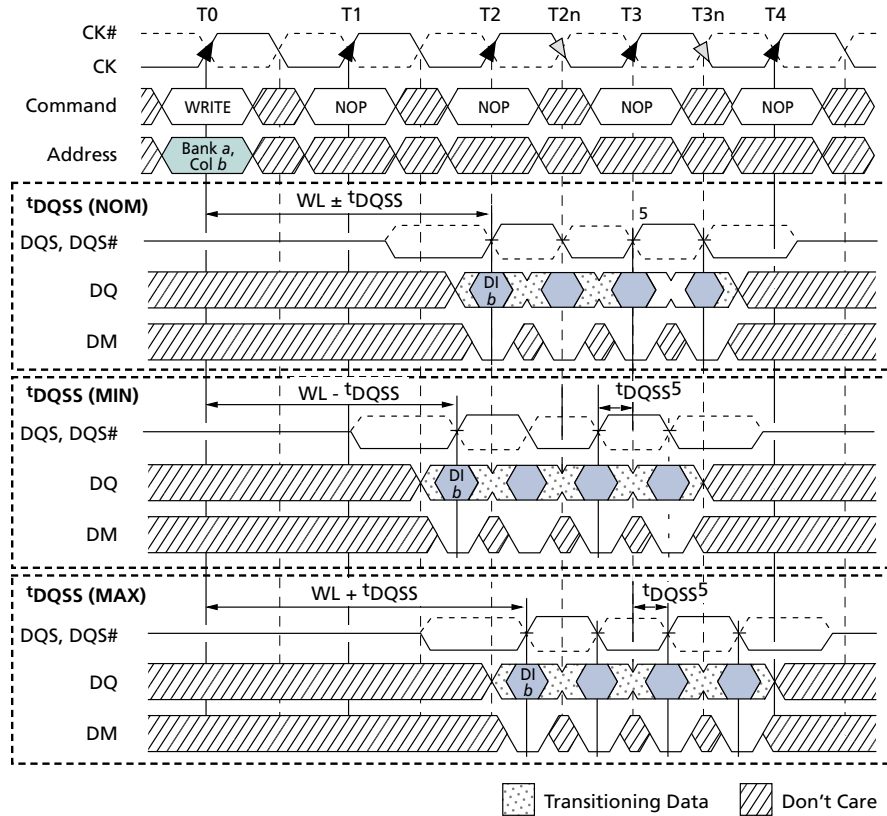 T0 T1 T2 T2n T3 T3n T4
CK#
CK
Command WRITE NOP NOP NOP NOP
Address Bank a,
Col b
tDQSS (NOM) WL ± tDQSS
5
DQS, DQS#
DQ DI
b
DM
tDQSS (MIN) WL - tDQSS tDQSS5
DQS, DQS#
DQ DI
b
DM
tDQSS (MAX) WL + tDQSS tDQSS5
DQS, DQS#
DQ DI
b
DM
Transitioning Data Don't Care